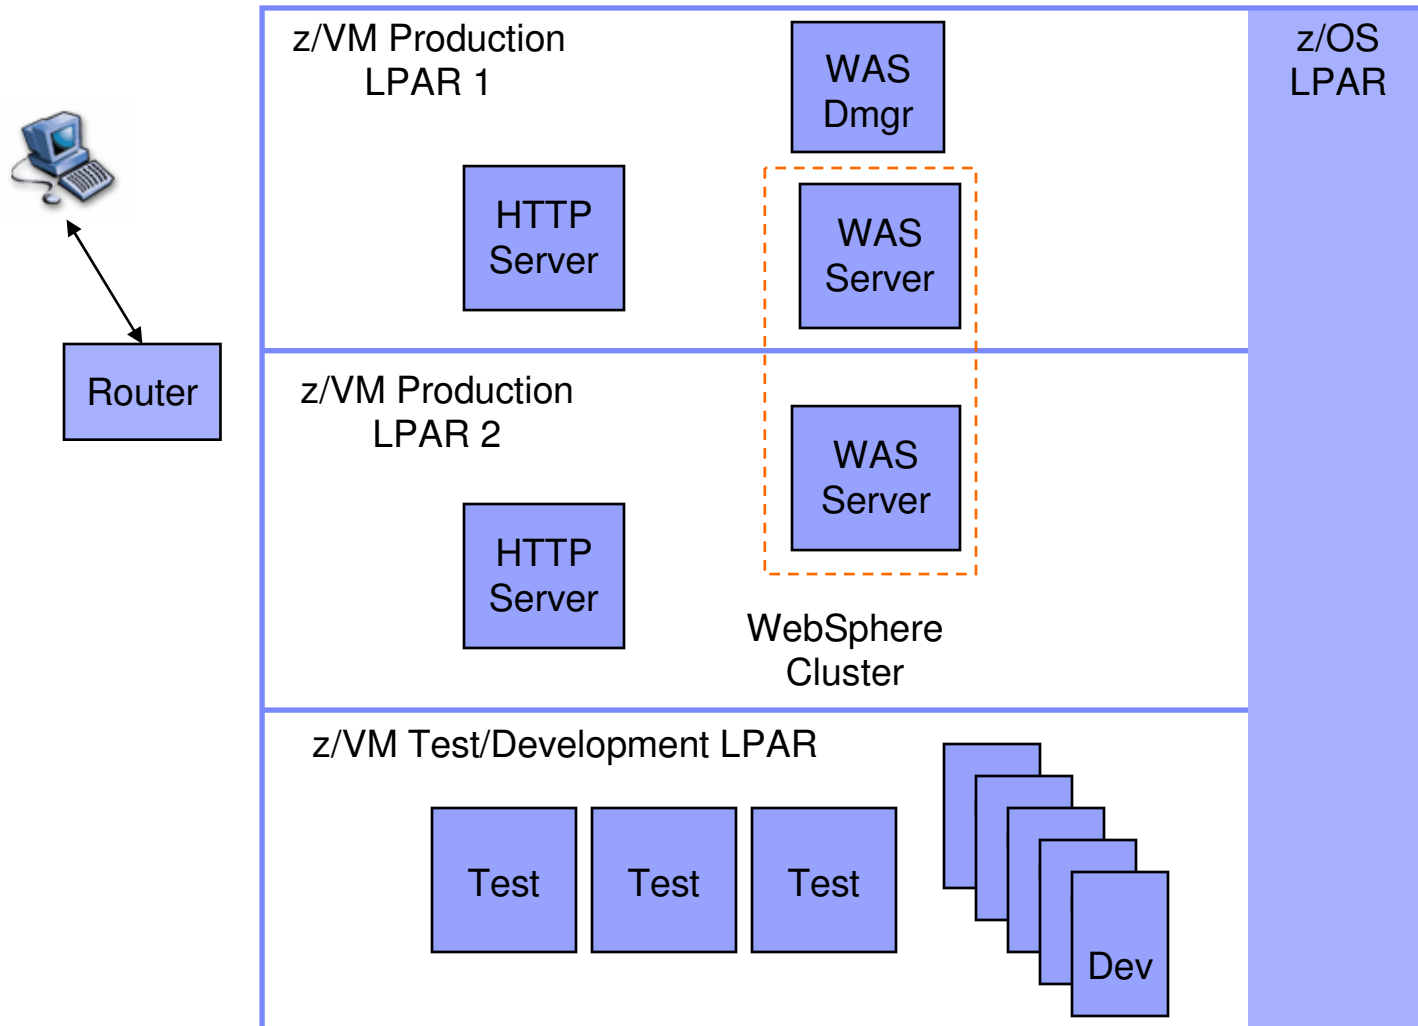 z/VM Production
LPAR 1
WAS
Dmgr
z/OS
LPAR
HTTP
Server
WAS
Server
Router
z/VM Production
LPAR 2
WAS
Server
HTTP
Server
WebSphere
Cluster
z/VM Test/Development LPAR
Test
Test
Test
Dev